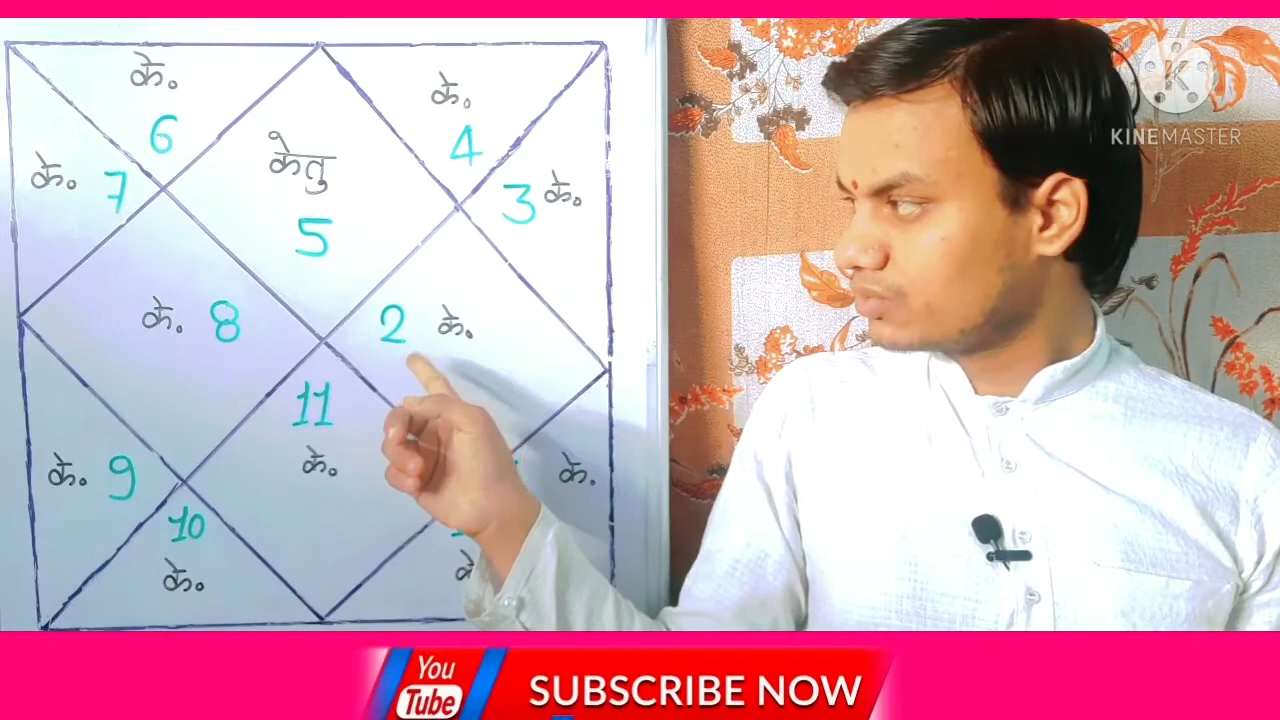 के.
के.
6
4
K
KINEMASTER
के.
7
केतु
3
के.
5
के.
8
2
के.
11
के.
9
के.
के.
10
के.
You
Tube
SUBSCRIBE NOW